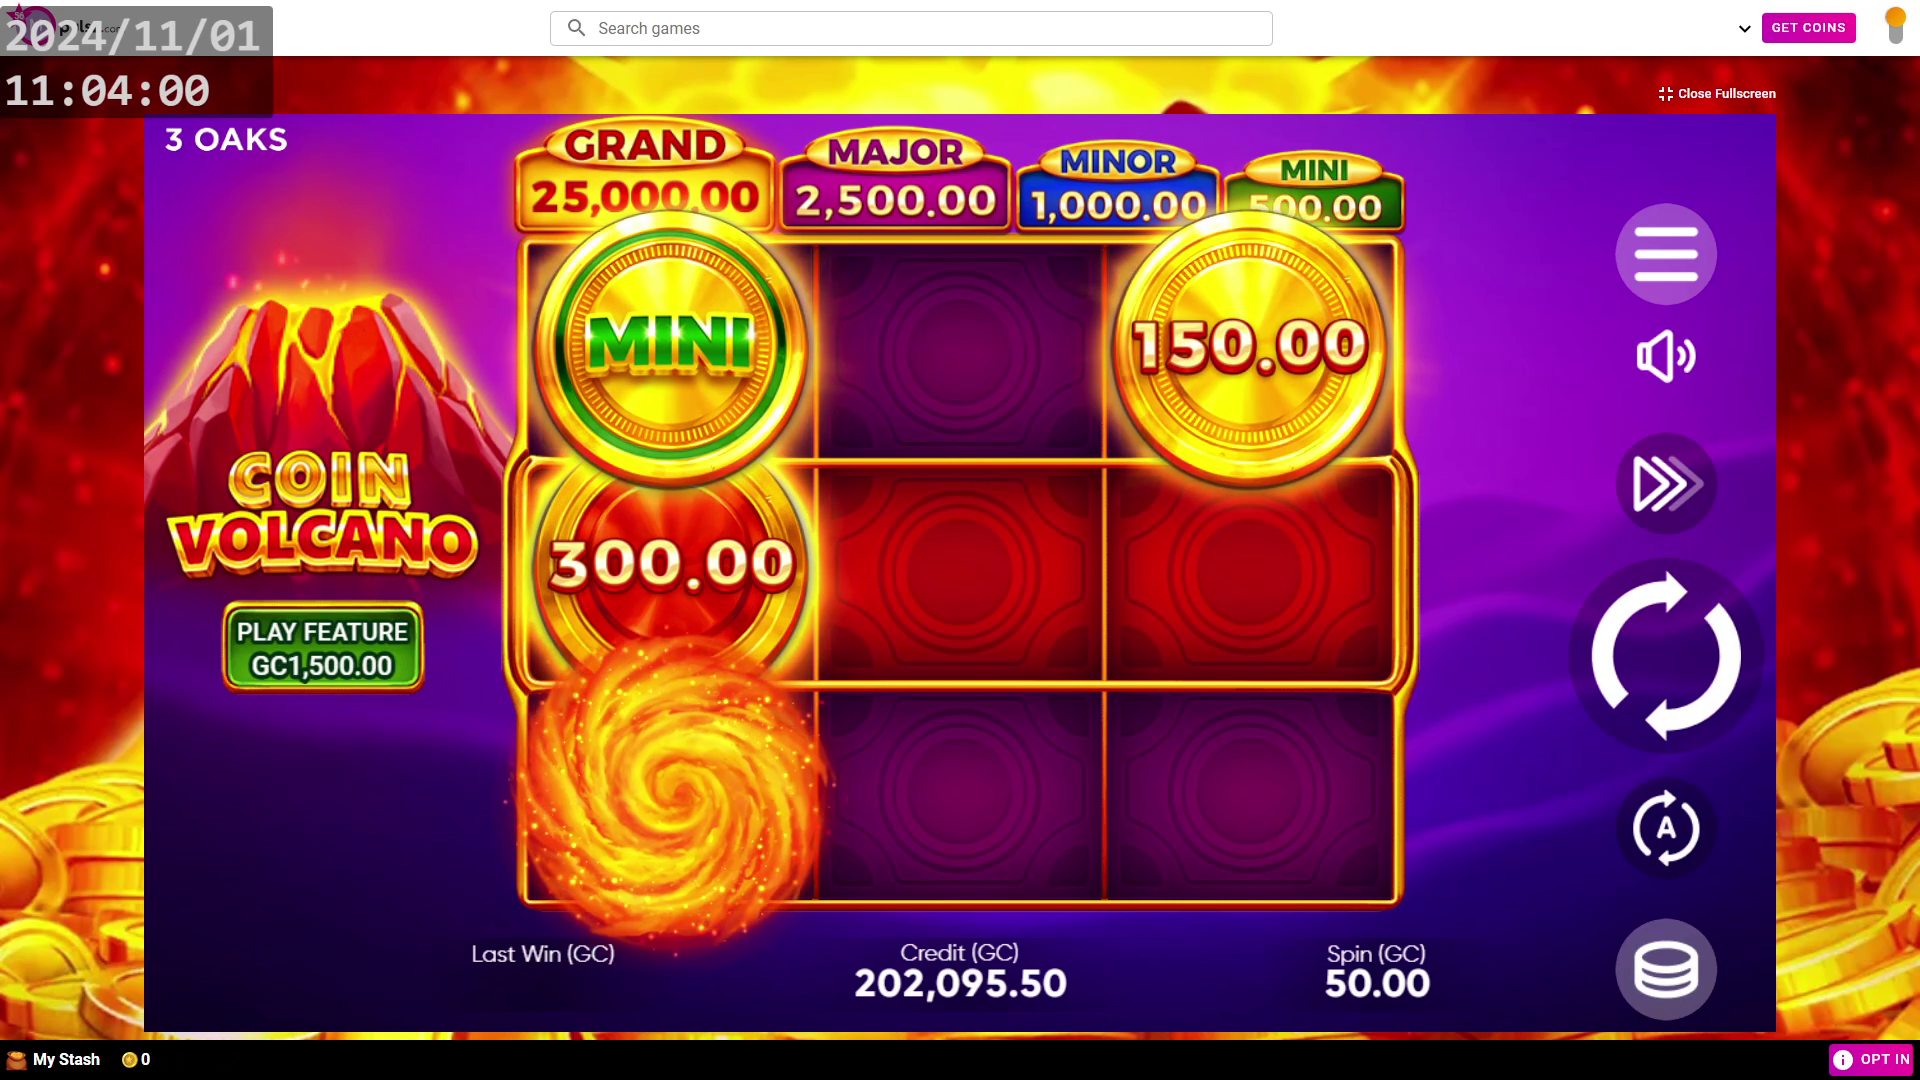 2024/11/01
11:04:00
Search games
GET COINS
Close Fullscreen
3 OAKS
GRAND
25,000.00
MAJOR
2,500.00
MINOR
1,000.00
MINI
500.00
MINI
150.00
300.00
COIN
VOLCANO
PLAY FEATURE
GC1,500.00
A
Last Win (GC)
Credit (GC)
202,095.50
Spin (GC)
50.00
My Stash
0
OPT IN